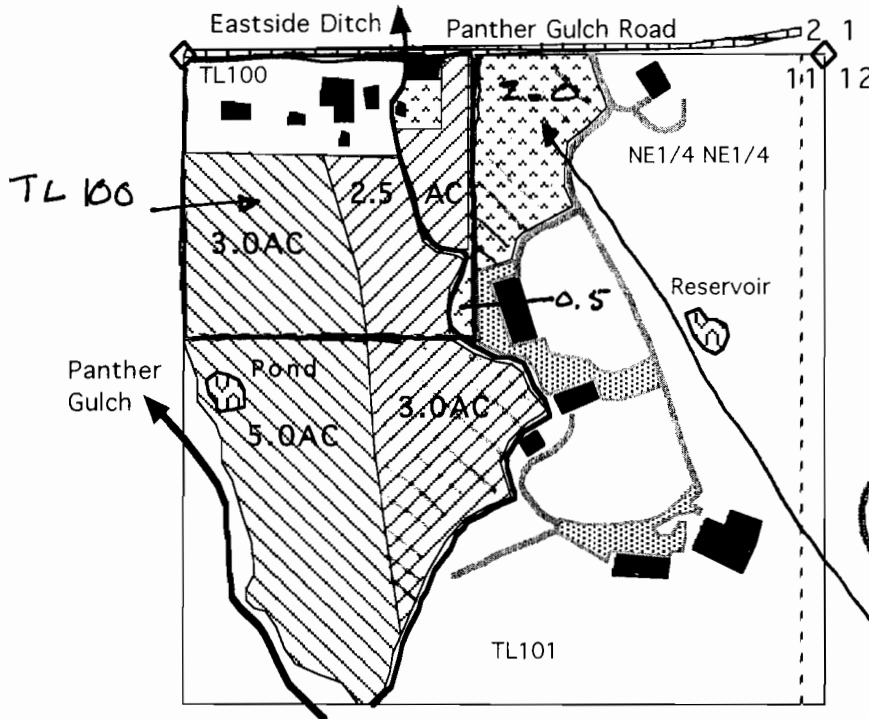 Eastside Ditch
Panther Gulch Road
2 1
11 12
TL100
2.0
NE1/4 NE1/4
TL 100
2.5 AC
3.0AC
0.5
Reservoir
Panther
Gulch
Pond
3.0AC
5.0AC
TL101